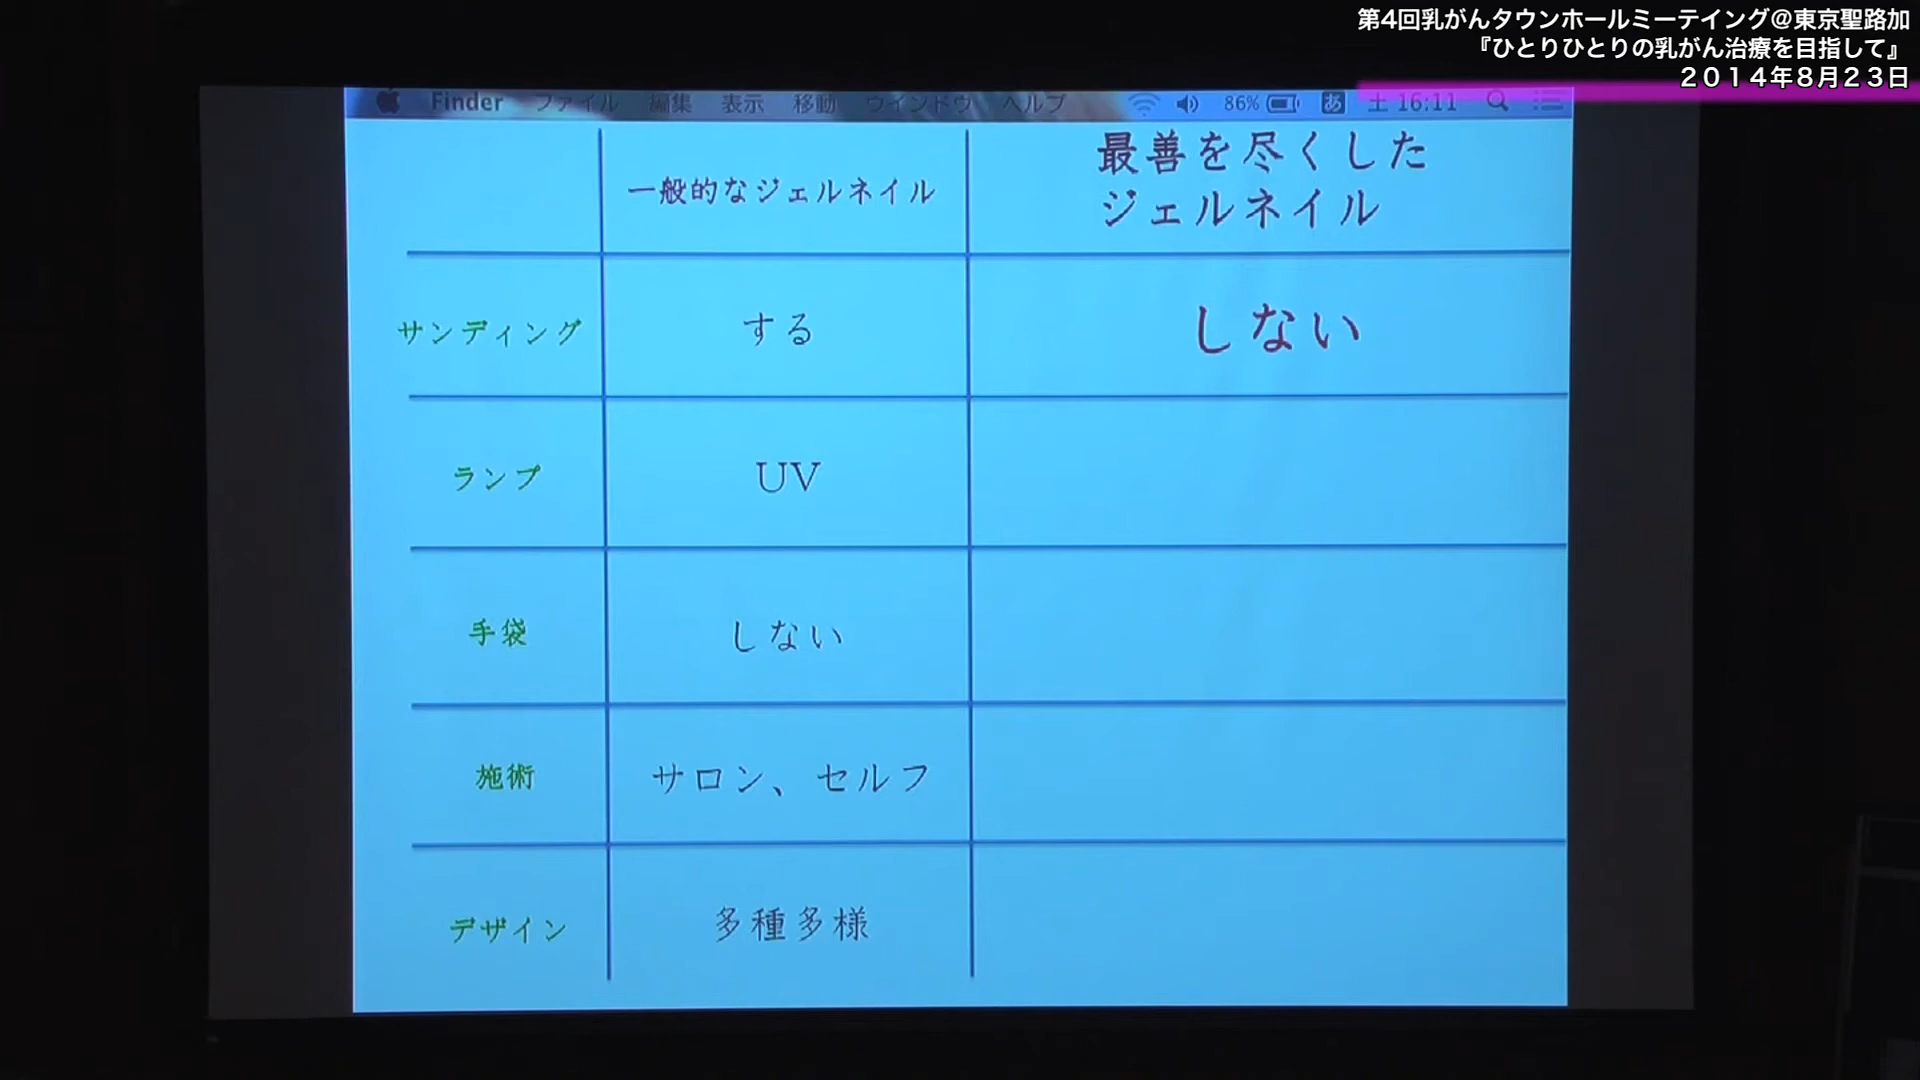 第4回乳がんタウンホールミーテイング@東京聖路加
『ひとりひとりの乳がん治療を目指して』
2014年8月23日
Finder ファイル 編集 表示 移動 ウインドウ ヘルプ 86% あ 土 16:11
一般的なジェルネイル
最善を尽くした
ジェルネイル
サンディング する しない
ランプ UV
手袋 しない
施術 サロン、セルフ
デザイン 多種多様